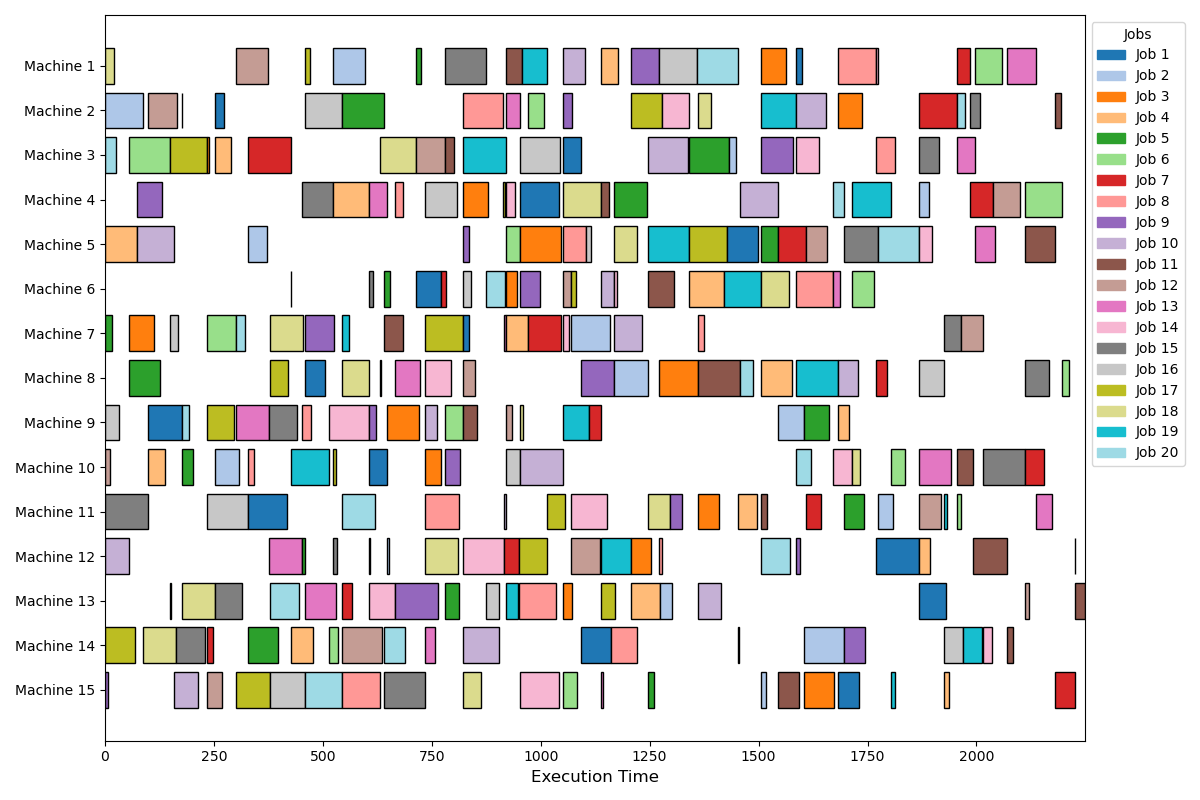 Machine 1
Machine 2
Machine 3
Machine 4
Machine 5
Machine 6
Machine 7
Machine 8
Machine 9
Machine 10
Machine 11
Machine 12
Machine 13
Machine 14
Machine 15
0 250 500 750 1000 1250 1500 1750 2000
Execution Time
Jobs
Job 1
Job 2
Job 3
Job 4
Job 5
Job 6
Job 7
Job 8
Job 9
Job 10
Job 11
Job 12
Job 13
Job 14
Job 15
Job 16
Job 17
Job 18
Job 19
Job 20